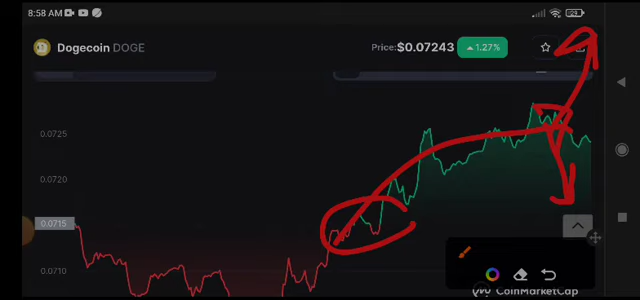 8:58 AM
29
Dogecoin DOGE
Price: $0.07243 1.27%
0.0725
0.0720
0.0715
0.0710
CoinMarketCap